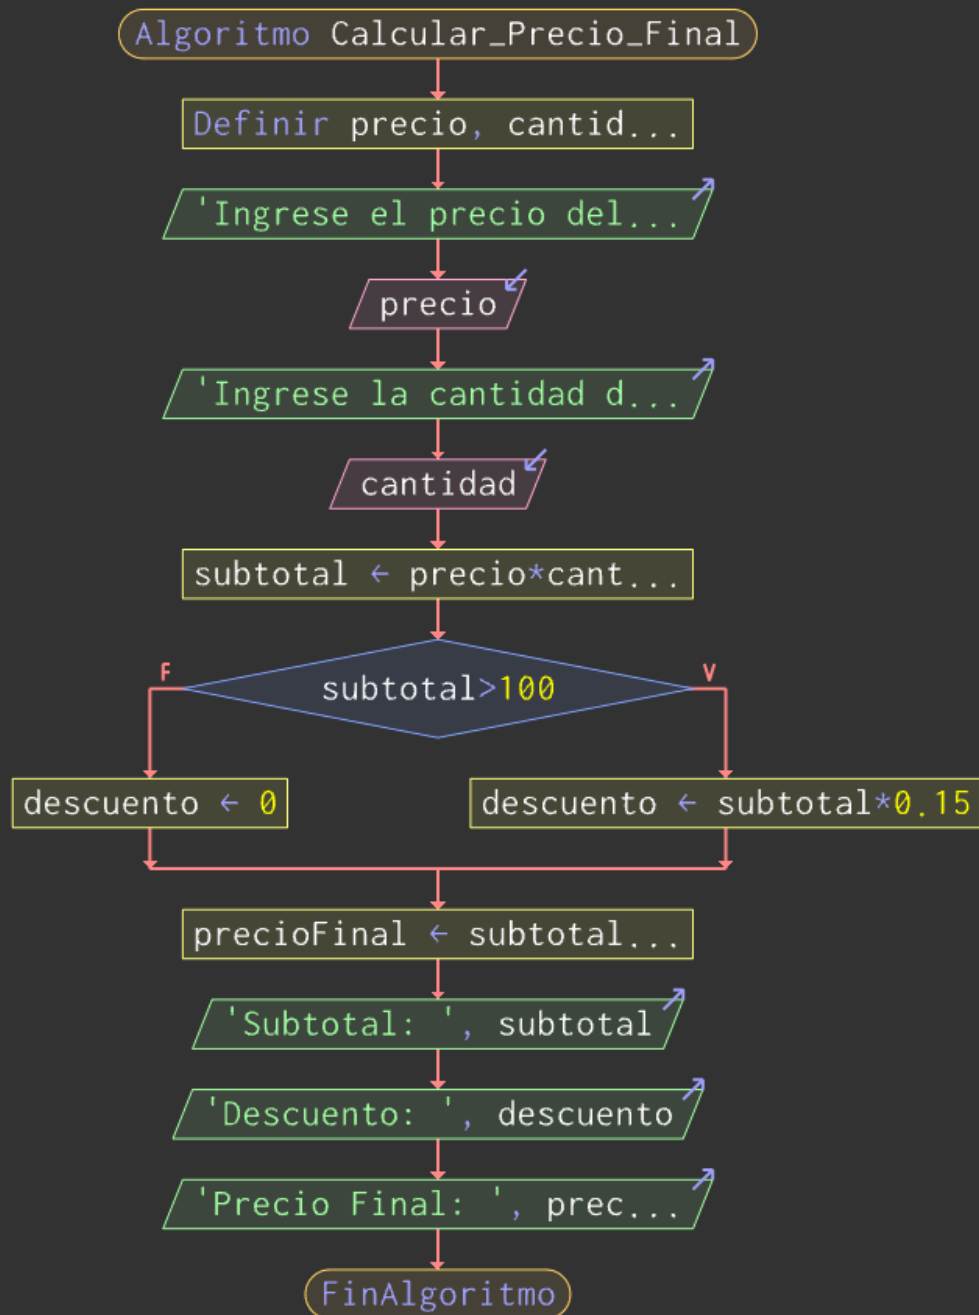 Algoritmo Calcular_Precio_Final
Definir precio, cantid...
'Ingrese el precio del...
precio
'Ingrese la cantidad d...
cantidad
subtotal ← precio*cant...
subtotal>100
F
V
descuento ← 0
descuento ← subtotal*0.15
precioFinal ← subtotal...
'Subtotal: ', subtotal
'Descuento: ', descuento
'Precio Final: ', prec...
FinAlgoritmo